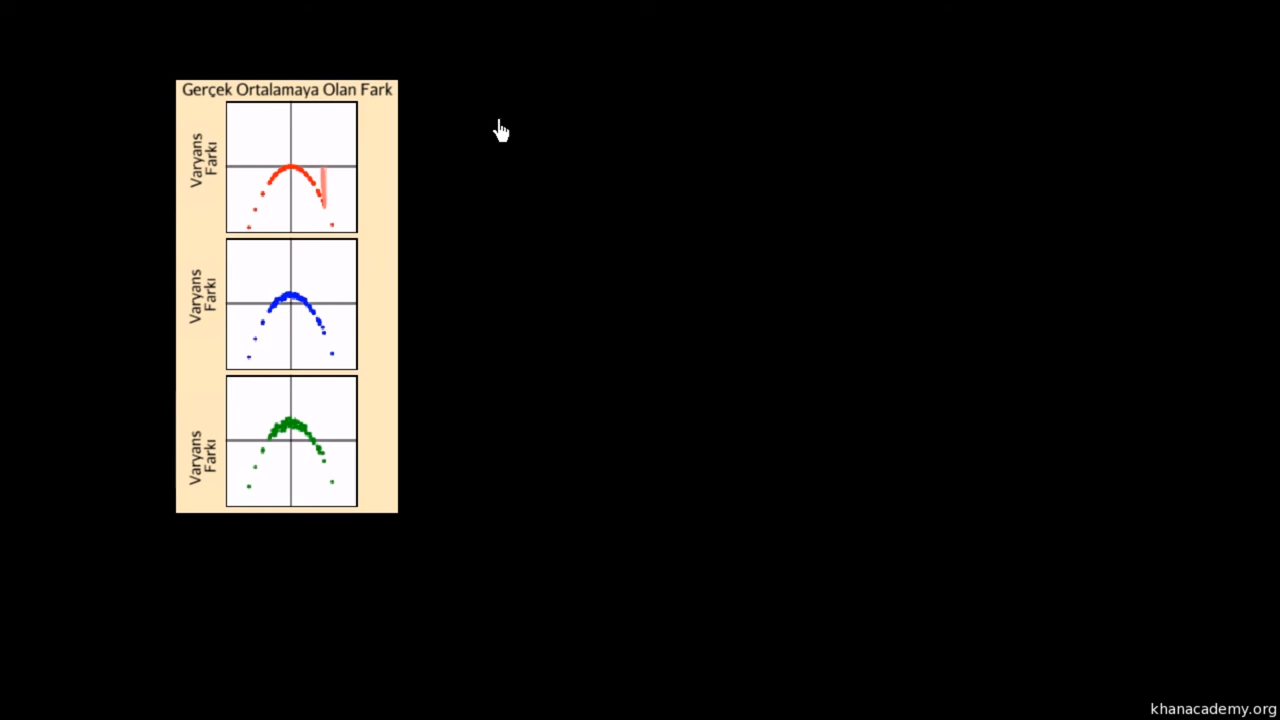 Gerçek Ortalamaya Olan Fark
Varyans
Farkı
Varyans
Farkı
Varyans
Farkı
khanacademy.org